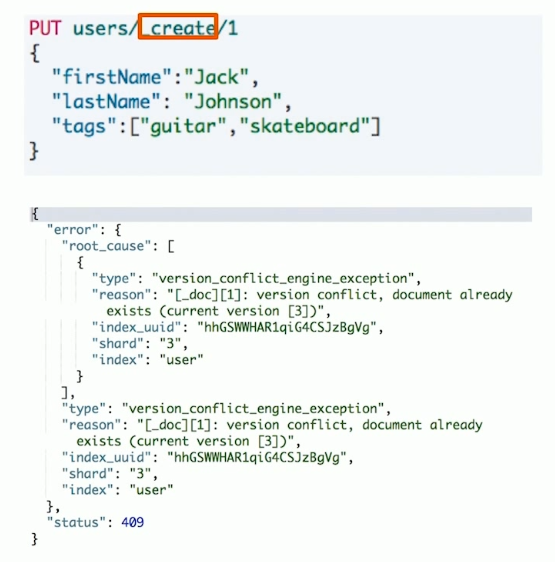 PUT users/_create/1
{
"firstName":"Jack",
"lastName": "Johnson",
"tags":["guitar","skateboard"]
}
{
"error": {
"root_cause": [
{
"type": "version_conflict_engine_exception",
"reason": "[_doc][1]: version conflict, document already
exists (current version [3])",
"index_uuid": "hhGSWWHAR1qiG4CSJzBgVg",
"shard": "3",
"index": "user"
}
],
"type": "version_conflict_engine_exception",
"reason": "[_doc][1]: version conflict, document already
exists (current version [3])",
"index_uuid": "hhGSWWHAR1qiG4CSJzBgVg",
"shard": "3",
"index": "user"
},
"status": 409
}